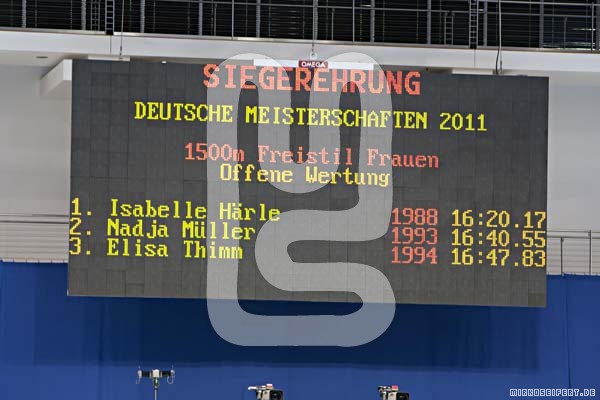 OMEGA
SIEGEREHRUNG
DEUTSCHE MEISTERSCHAFTEN 2011
1500m Freistil Frauen
Offene Wertung
1. Isabelle Härle 1988 16:20.17
2. Nadja Müller 1993 16:40.55
3. Elisa Thimm 1994 16:47.83
MIRKOSEIFERT.DE